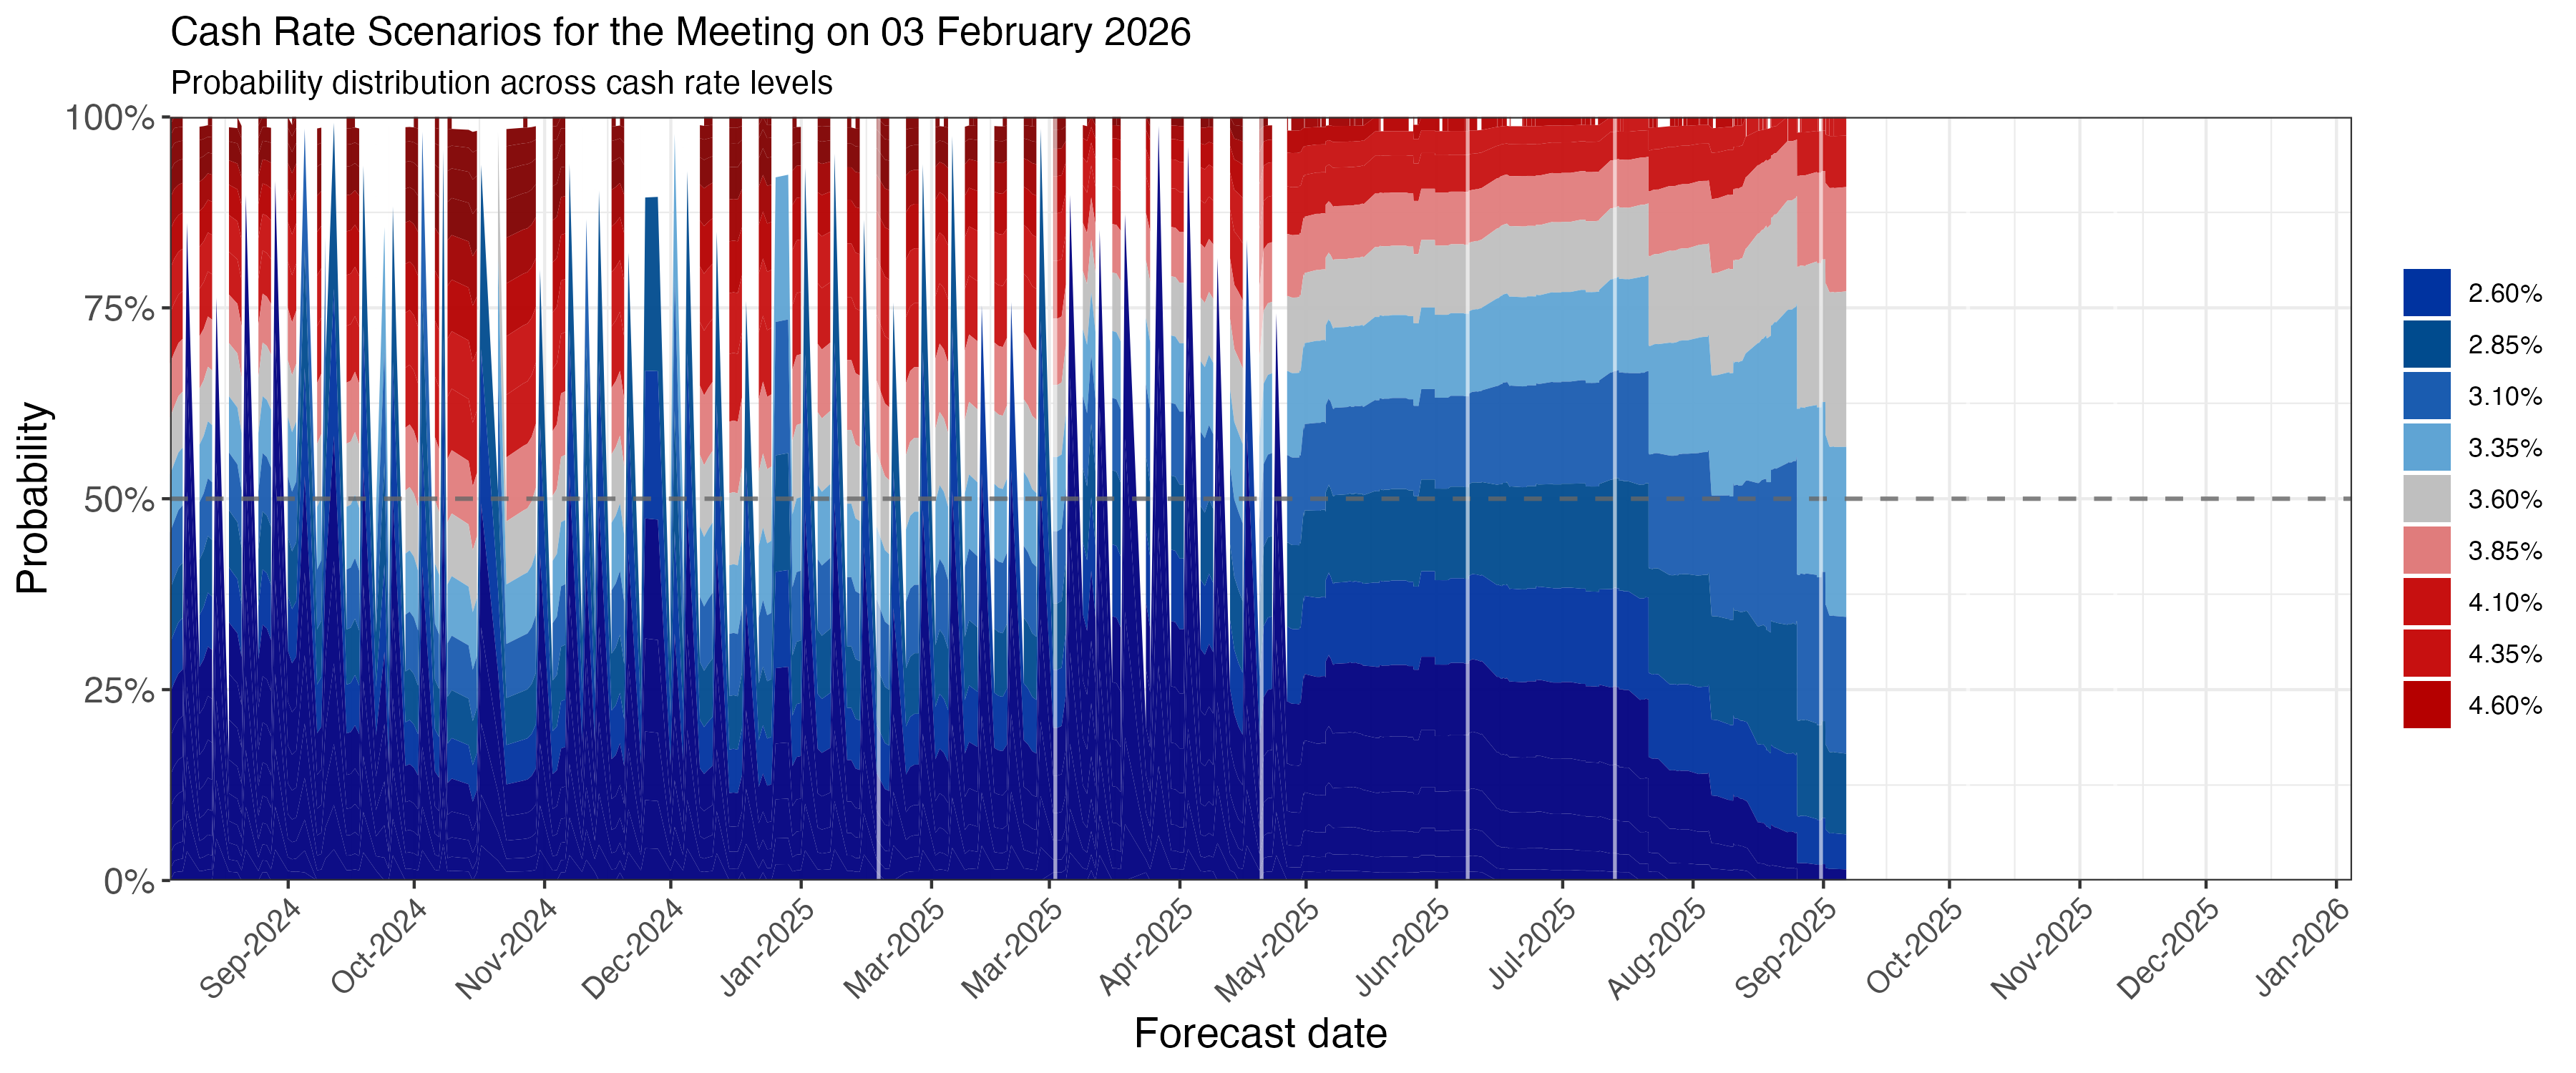 Cash Rate Scenarios for the Meeting on 03 February 2026
Probability distribution across cash rate levels
100%
75%
50%
25%
0%
Probability
Sep-2024
Oct-2024
Nov-2024
Dec-2024
Jan-2025
Mar-2025
Mar-2025
Apr-2025
May-2025
Jun-2025
Jul-2025
Aug-2025
Sep-2025
Oct-2025
Nov-2025
Dec-2025
Jan-2026
Forecast date
2.60%
2.85%
3.10%
3.35%
3.60%
3.85%
4.10%
4.35%
4.60%